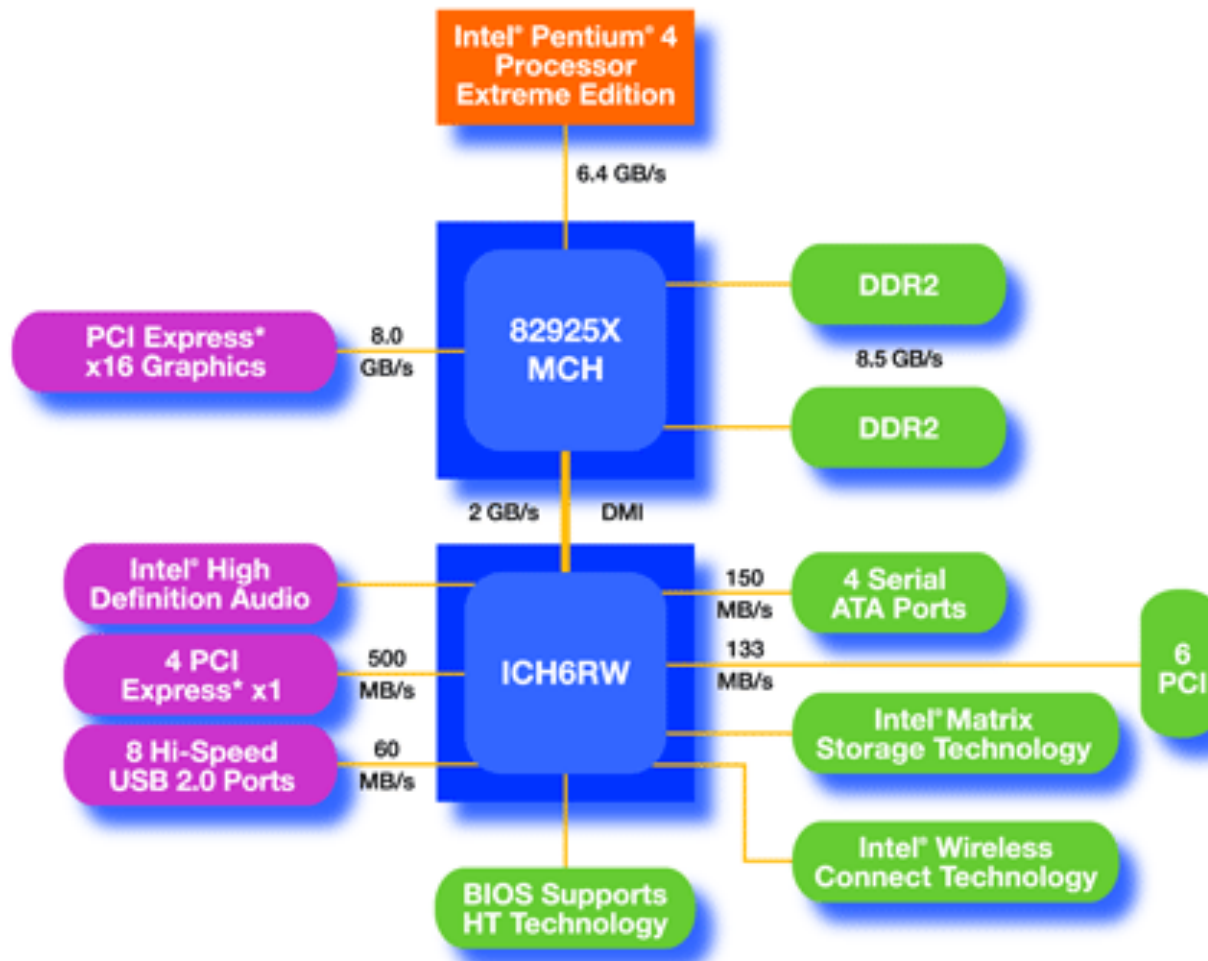 Intel® Pentium® 4
Processor
Extreme Edition
6.4 GB/s
82925X
MCH
PCI Express*
x16 Graphics
8.0
GB/s
DDR2
8.5 GB/s
DDR2
2 GB/s
DMI
ICH6RW
Intel® High
Definition Audio
4 PCI
Express* x1
500
MB/s
8 Hi-Speed
USB 2.0 Ports
60
MB/s
150
MB/s
4 Serial
ATA Ports
133
MB/s
6
PCI
Intel® Matrix
Storage Technology
Intel® Wireless
Connect Technology
BIOS Supports
HT Technology